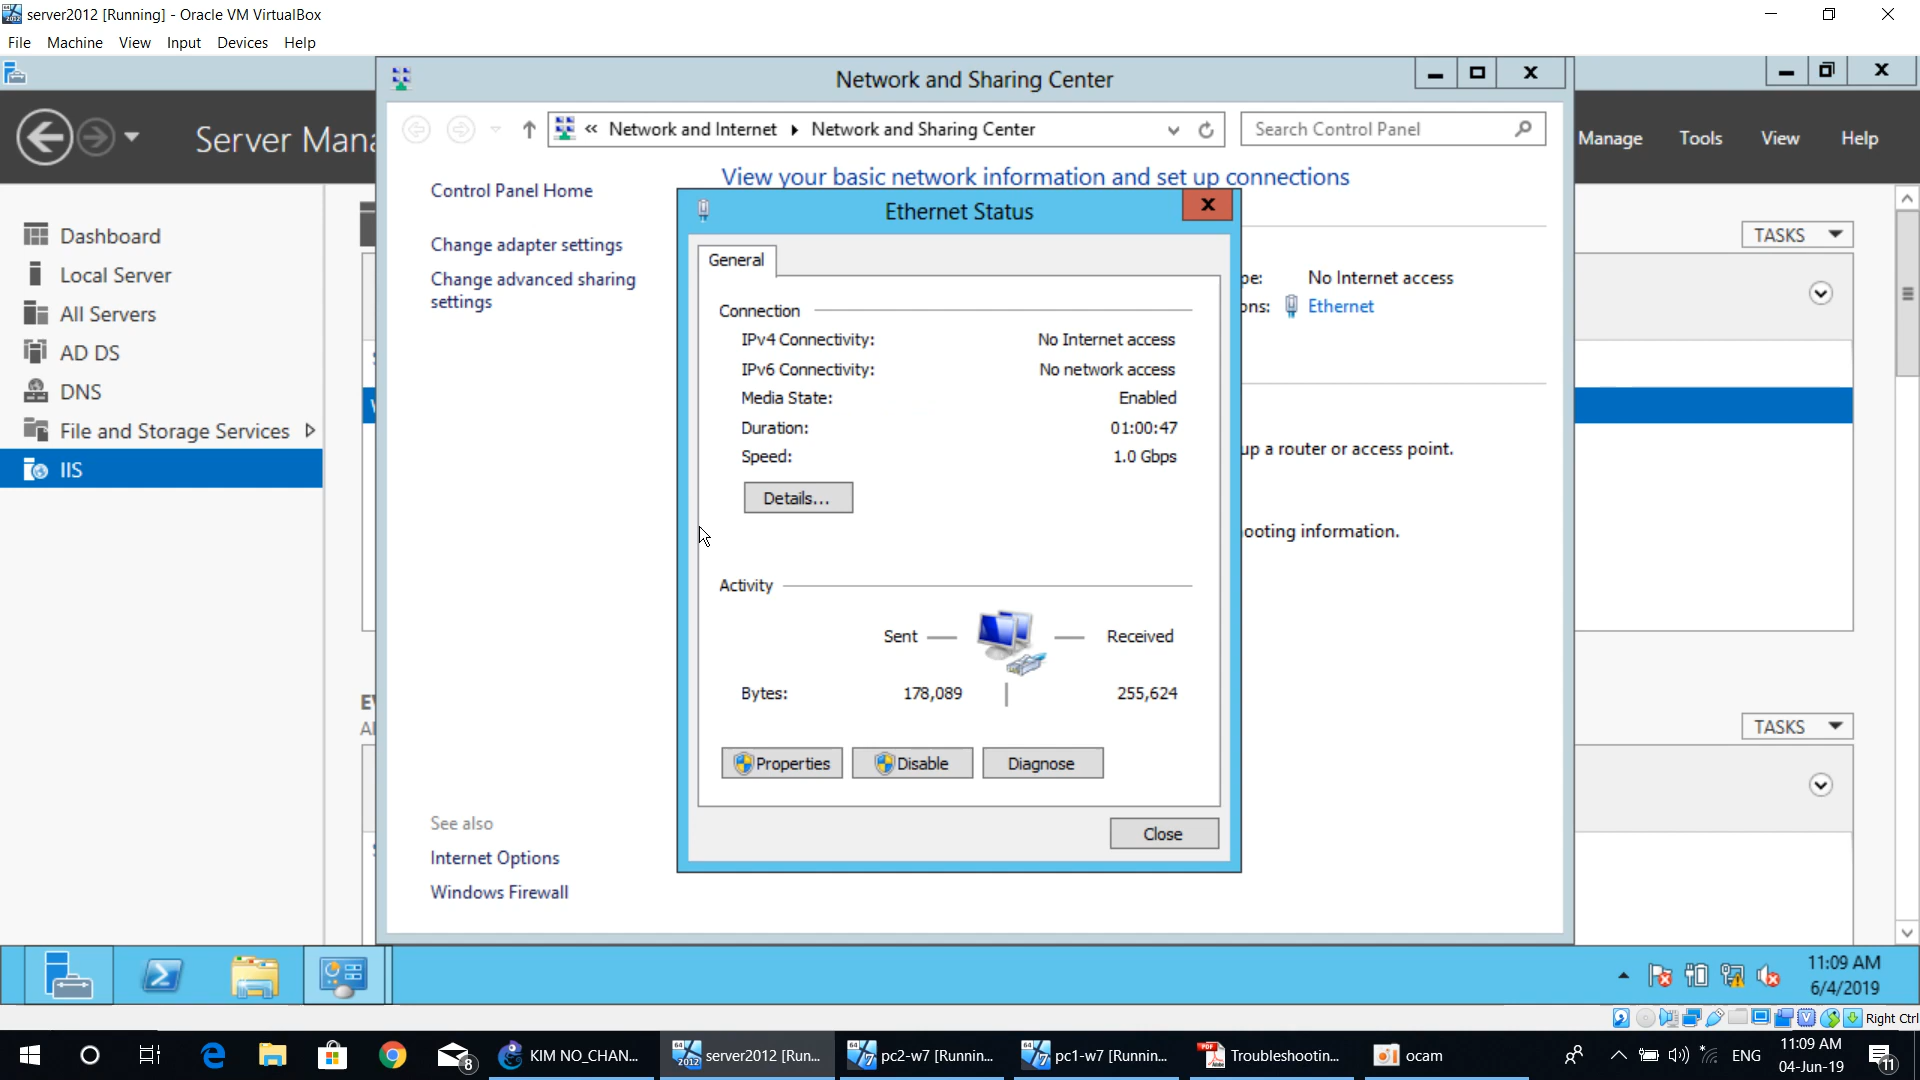 server2012 [Running] - Oracle VM VirtualBox
File Machine View Input Devices Help
Network and Sharing Center
Server Mana
Network and Internet Network and Sharing Center
Search Control Panel
Manage Tools View Help
Control Panel Home
Change adapter settings
Change advanced sharing
settings
View your basic network information and set up connections
Ethernet Status
General
Connection
IPv4 Connectivity: No Internet access
IPv6 Connectivity: No network access
Media State: Enabled
Duration: 01:00:47
Speed: 1.0 Gbps
Details...
Activity
Sent — — Received
Bytes: 178,089 255,624
Properties Disable Diagnose
Close
pe: No Internet access
ons: Ethernet
up a router or access point.
ooting information.
Dashboard
Local Server
All Servers
AD DS
DNS
File and Storage Services
IIS
TASKS
TASKS
See also
Internet Options
Windows Firewall
11:09 AM
6/4/2019
Right Ctrl
8
KIM NO_CHAN...
server2012 [Run...
pc2-w7 [Runnin...
pc1-w7 [Runnin...
Troubleshootin...
ocam
ENG
11:09 AM
04-Jun-19
11